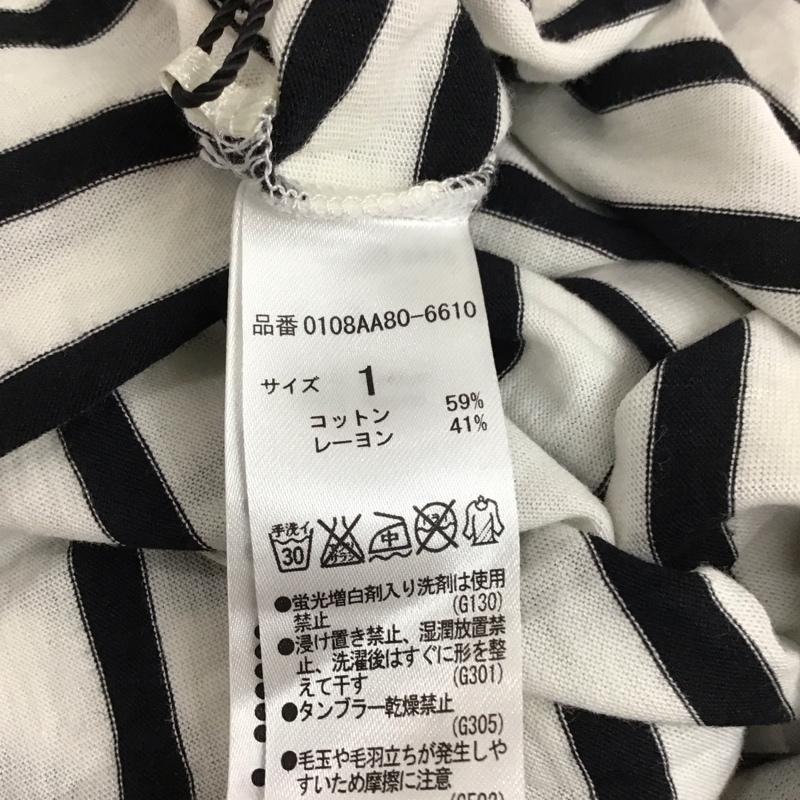 品番 0108AA80-6610
サイズ 1
コットン 59%
レーヨン 41%
手洗イ
30 中
●蛍光増白剤入り洗剤は使用
禁止 (G130)
●浸け置き禁止、湿潤放置禁
止、洗濯後はすぐに形を整
えて干す (G301)
●タンブラー乾燥禁止
(G305)
●毛玉や毛羽立ちが発生しや
すいため摩擦に注意